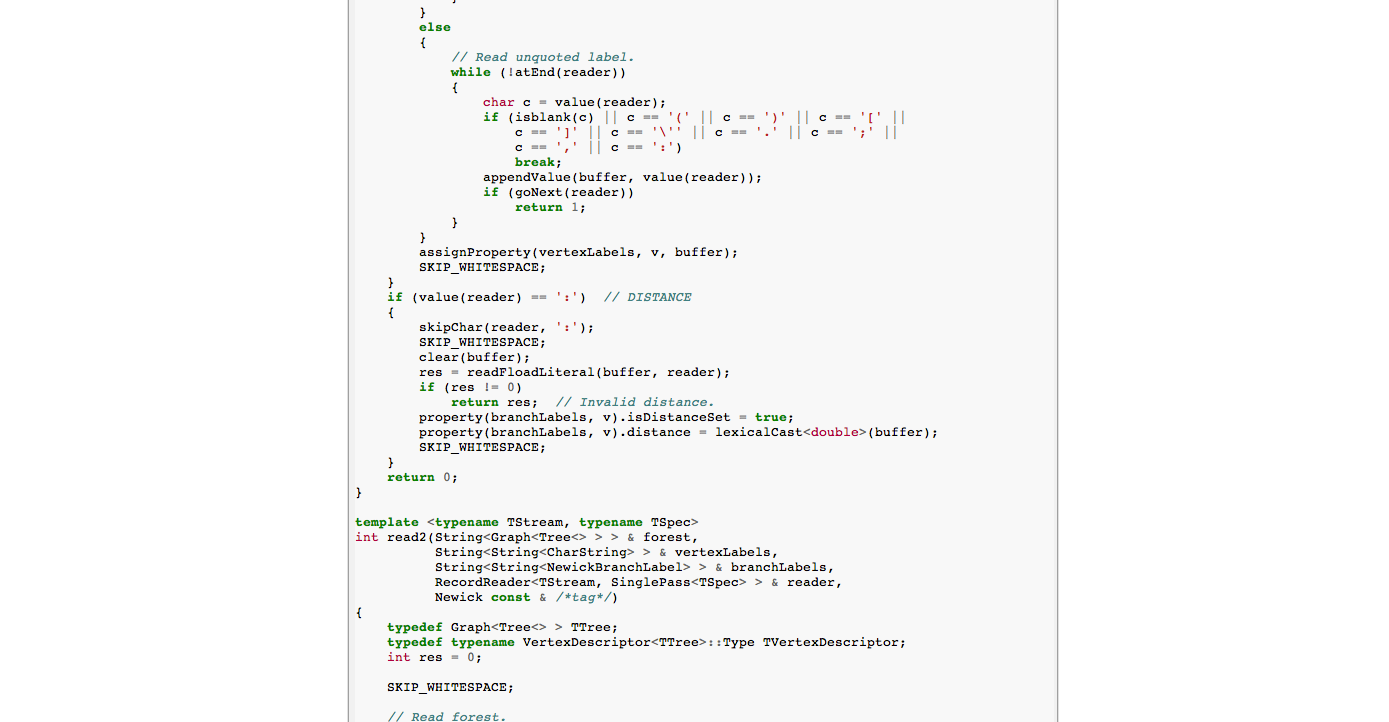 }
else
{
// Read unquoted label.
while (!atEnd(reader))
{
char c = value(reader);
if (isblank(c) || c == '(' || c == ')' || c == '[' ||
c == ']' || c == '\'' || c == '.' || c == ';' ||
c == ',' || c == ':')
break;
appendValue(buffer, value(reader));
if (goNext(reader))
return 1;
}
}
assignProperty(vertexLabels, v, buffer);
SKIP_WHITESPACE;
}
if (value(reader) == ':')  // DISTANCE
{
skipChar(reader, ':');
SKIP_WHITESPACE;
clear(buffer);
res = readFloadLiteral(buffer, reader);
if (res != 0)
return res;  // Invalid distance.
property(branchLabels, v).isDistanceSet = true;
property(branchLabels, v).distance = lexicalCast<double>(buffer);
SKIP_WHITESPACE;
}
return 0;
}
template <typename TStream, typename TSpec>
int read2(String<Graph<Tree<> > > & forest,
String<String<CharString> > & vertexLabels,
String<String<NewickBranchLabel> > & branchLabels,
RecordReader<TStream, SinglePass<TSpec> > & reader,
Newick const & /*tag*/)
{
typedef Graph<Tree<> > TTree;
typedef typename VertexDescriptor<TTree>::Type TVertexDescriptor;
int res = 0;
SKIP_WHITESPACE;
// Read forest.